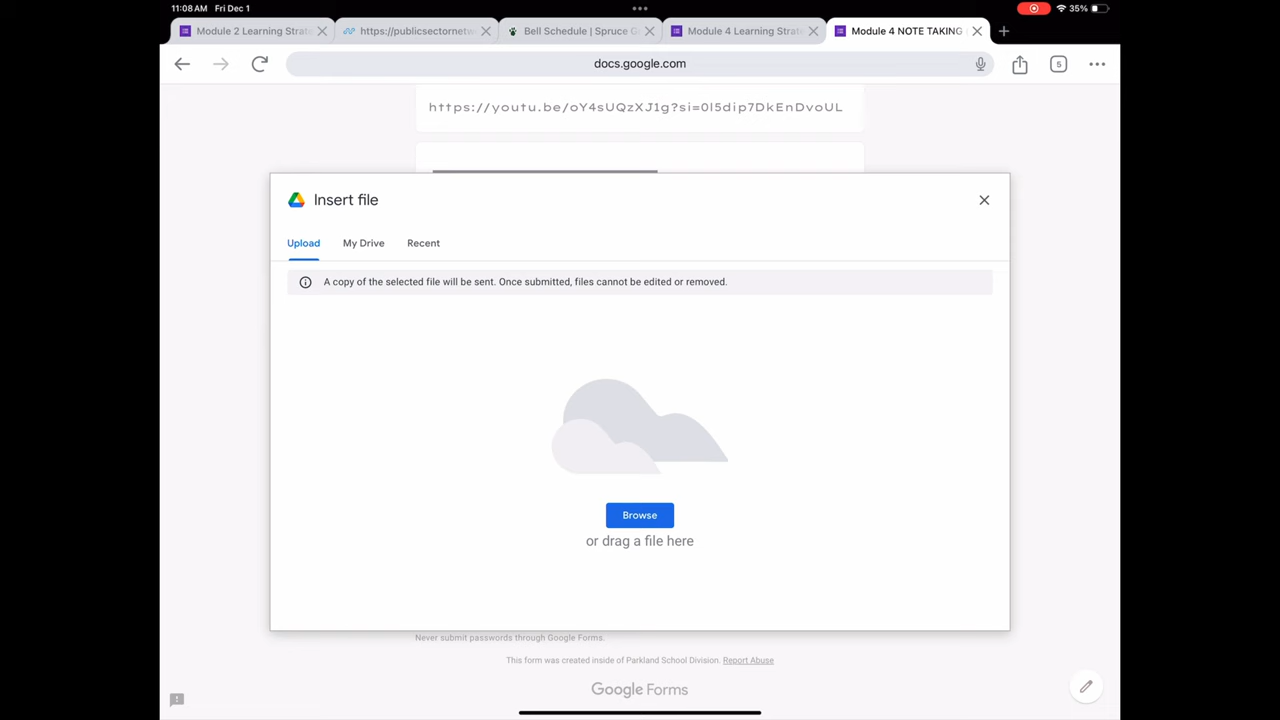 11:08 AM Fri Dec 1
35%
Module 2 Learning Strate
https://publicsectornetw
Bell Schedule | Spruce G
Module 4 Learning Strate
Module 4 NOTE TAKING
docs.google.com
5
https://youtu.be/oY4sUQzXJ1g?si=0l5dip7DkEnDvoUL
Insert file
Upload
My Drive
Recent
A copy of the selected file will be sent. Once submitted, files cannot be edited or removed.
Browse
or drag a file here
Never submit passwords through Google Forms.
This form was created inside of Parkland School Division. Report Abuse
Google Forms